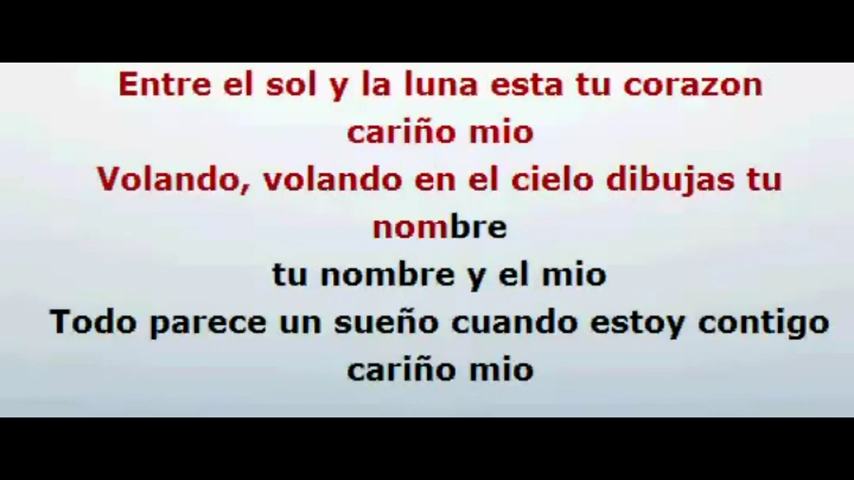 Entre el sol y la luna esta tu corazon
cariño mio
Volando, volando en el cielo dibujas tu
nombre
tu nombre y el mio
Todo parece un sueño cuando estoy contigo
cariño mio